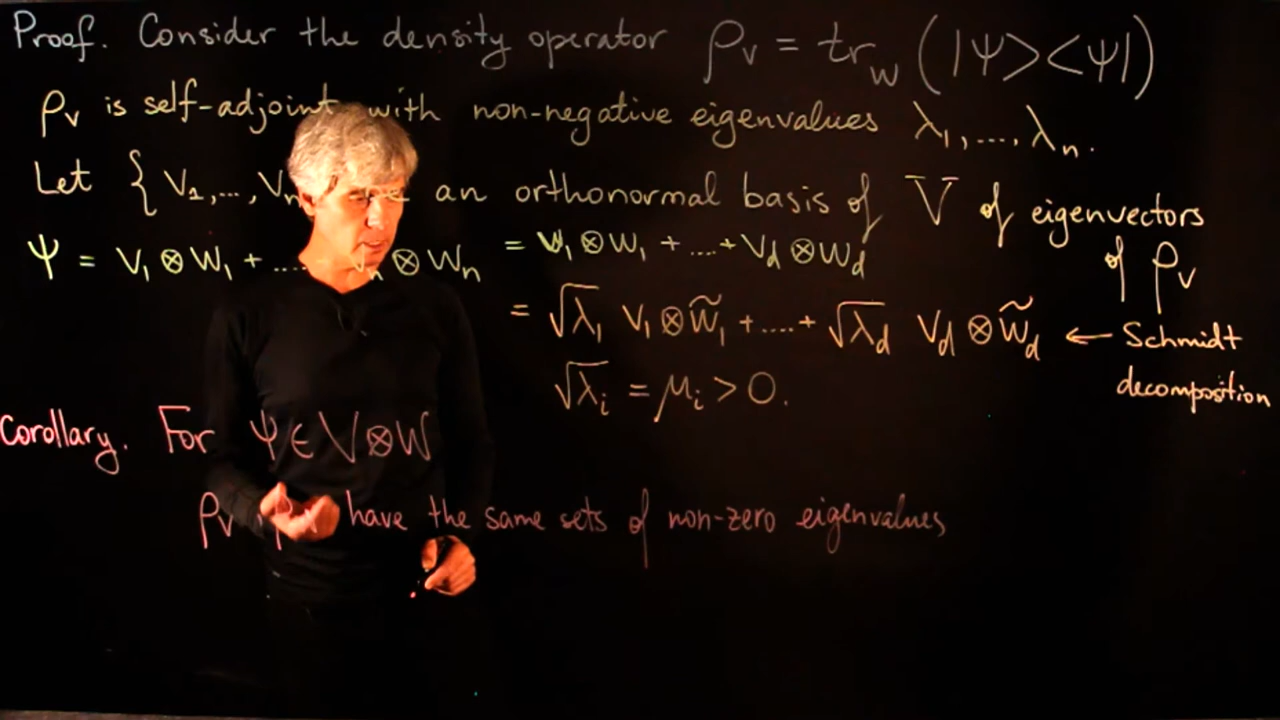 Proof. Consider the density operator ρ_V = tr_W (|Ψ><Ψ|)
ρ_V is self-adjoint with non-negative eigenvalues λ_1, ...., λ_n.
Let { V_1, ..., V_n an orthonormal basis of V of eigenvectors of ρ_V
Ψ = V_1 ⊗ W_1 + .... V_n ⊗ W_n = V_1 ⊗ W_1 + ... + V_d ⊗ W_d
= √λ_1 V_1 ⊗ W̃_1 + .... + √λ_d V_d ⊗ W̃_d ← Schmidt decomposition
√λ_i = μ_i > 0.
Corollary. For Ψ ∈ V ⊗ W
ρ_V , have the same sets of non-zero eigenvalues